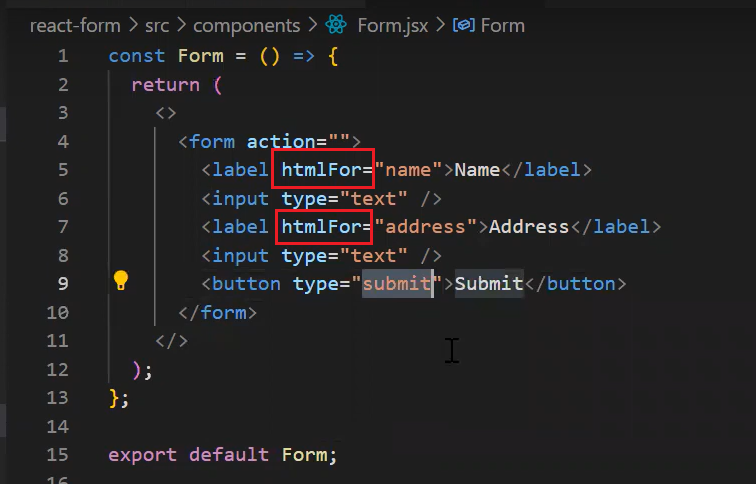 react-form > src > components > Form.jsx > Form
1 const Form = () => {
2 return (
3 <>
4 <form action="">
5 <label htmlFor="name">Name</label>
6 <input type="text" />
7 <label htmlFor="address">Address</label>
8 <input type="text" />
9 <button type="submit">Submit</button>
10 </form>
11 </>
12 );
13 };
14
15 export default Form;
16